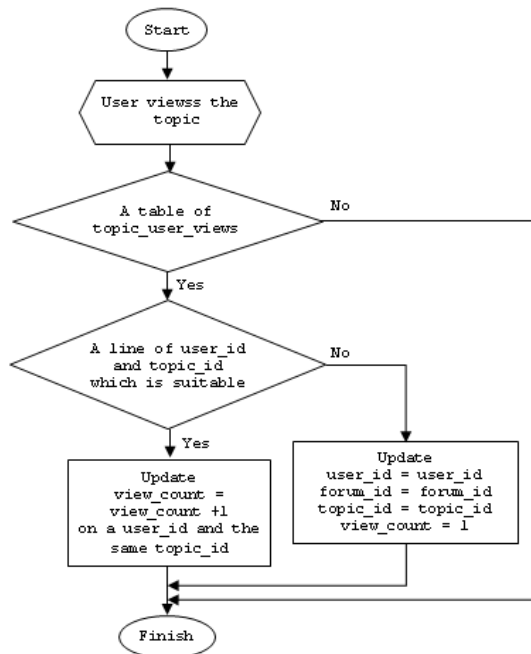 Start
User viewss the
topic
A table of
topic_user_views
No
Yes
A line of user_id
and topic_id
which is suitable
No
Yes
Update
view_count =
view_count +1
on a user_id and the
same topic_id
Update
user_id = user_id
forum_id = forum_id
topic_id = topic_id
view_count = 1
Finish